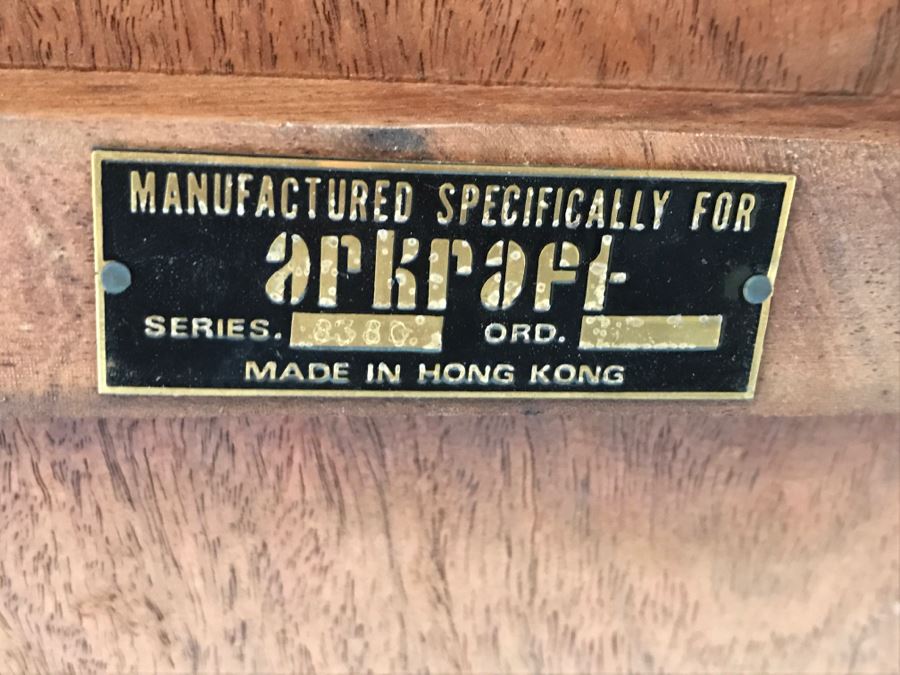 MANUFACTURED SPECIFICALLY FOR
arkraft
SERIES. 8380 ORD.
MADE IN HONG KONG